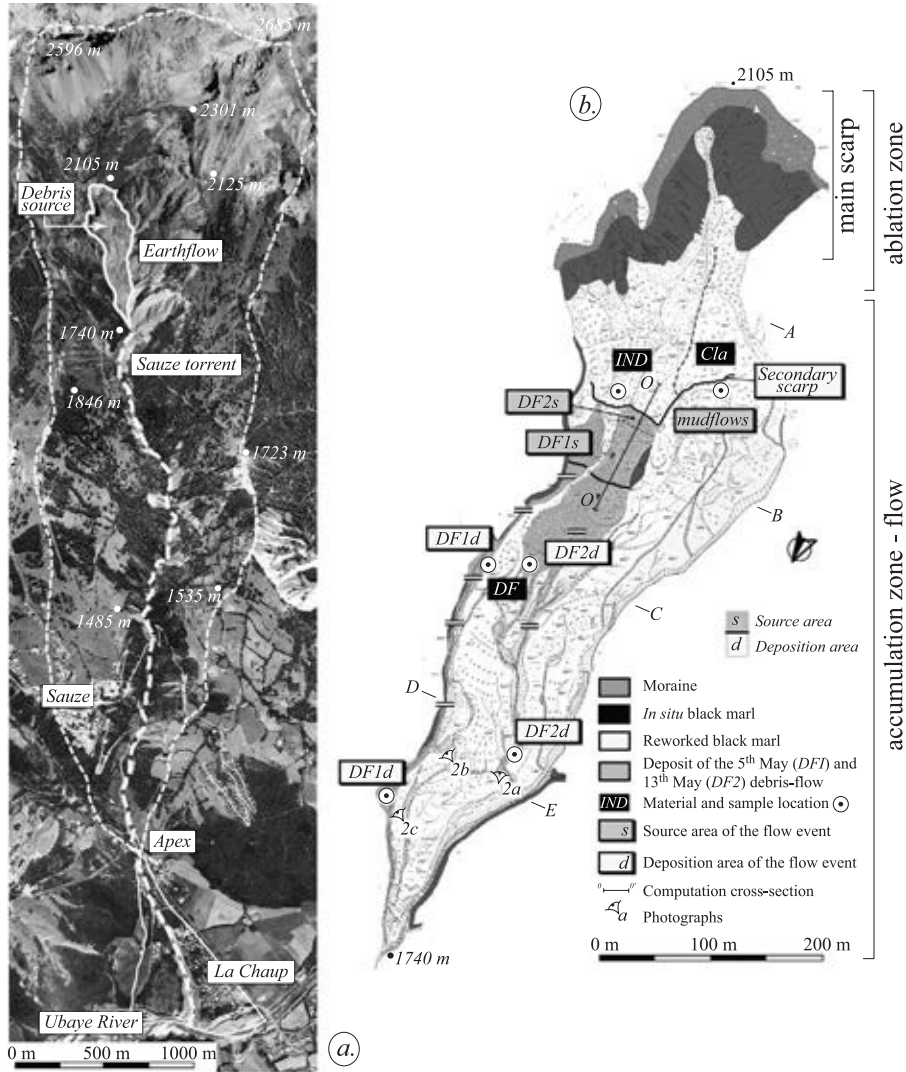 2685 m
2596 m
2301 m
2105 m
2125 m
Debris
source
Earthflow
1740 m
Sauze torrent
1846 m
1723 m
1535 m
1485 m
Sauze
Apex
La Chaup
Ubaye River
0 m 500 m 1000 m
a.
b.
2105 m
main scarp
ablation zone
A
IND
Cla
O
Secondary
scarp
DF2s
mudflows
DF1s
O'
B
DF1d
DF2d
DF
C
D
DF2d
2b
2a
DF1d
E
2c
1740 m
accumulation zone - flow
s Source area
d Deposition area
Moraine
In situ black marl
Reworked black marl
Deposit of the 5th May (DF1) and
13th May (DF2) debris-flow
IND Material and sample location
s Source area of the flow event
d Deposition area of the flow event
0 0' Computation cross-section
a Photographs
0 m 100 m 200 m